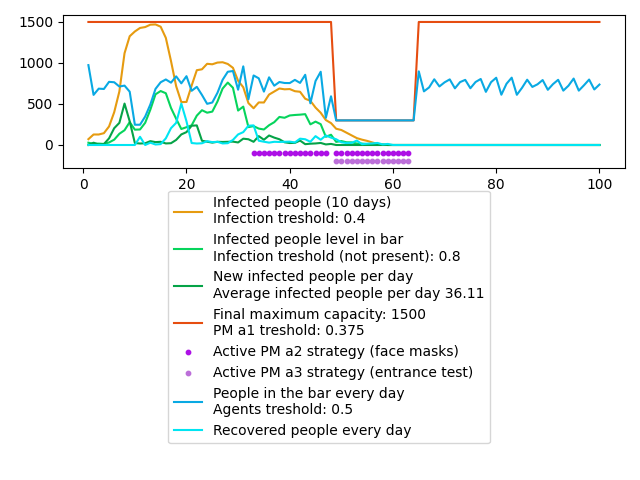 1500
1000
500
0
0
20
40
60
80
100
Infected people (10 days)
Infection treshold: 0.4
Infected people level in bar
Infection treshold (not present): 0.8
New infected people per day
Average infected people per day 36.11
Final maximum capacity: 1500
PM a1 treshold: 0.375
Active PM a2 strategy (face masks)
Active PM a3 strategy (entrance test)
People in the bar every day
Agents treshold: 0.5
Recovered people every day